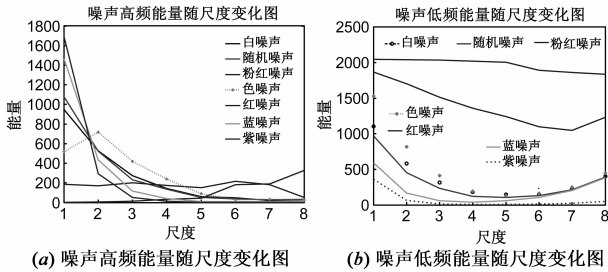 噪声高频能量随尺度变化图
1800
1600
1400
1200
1000
800
600
400
200
0
能量
白噪声
随机噪声
粉红噪声
色噪声
红噪声
蓝噪声
紫噪声
1 2 3 4 5 6 7 8
尺度
(a) 噪声高频能量随尺度变化图
噪声低频能量随尺度变化图
2500
2000
1500
1000
500
0
能量
白噪声 随机噪声 粉红噪声
色噪声
红噪声
蓝噪声
紫噪声
1 2 3 4 5 6 7 8
尺度
(b) 噪声低频能量随尺度变化图